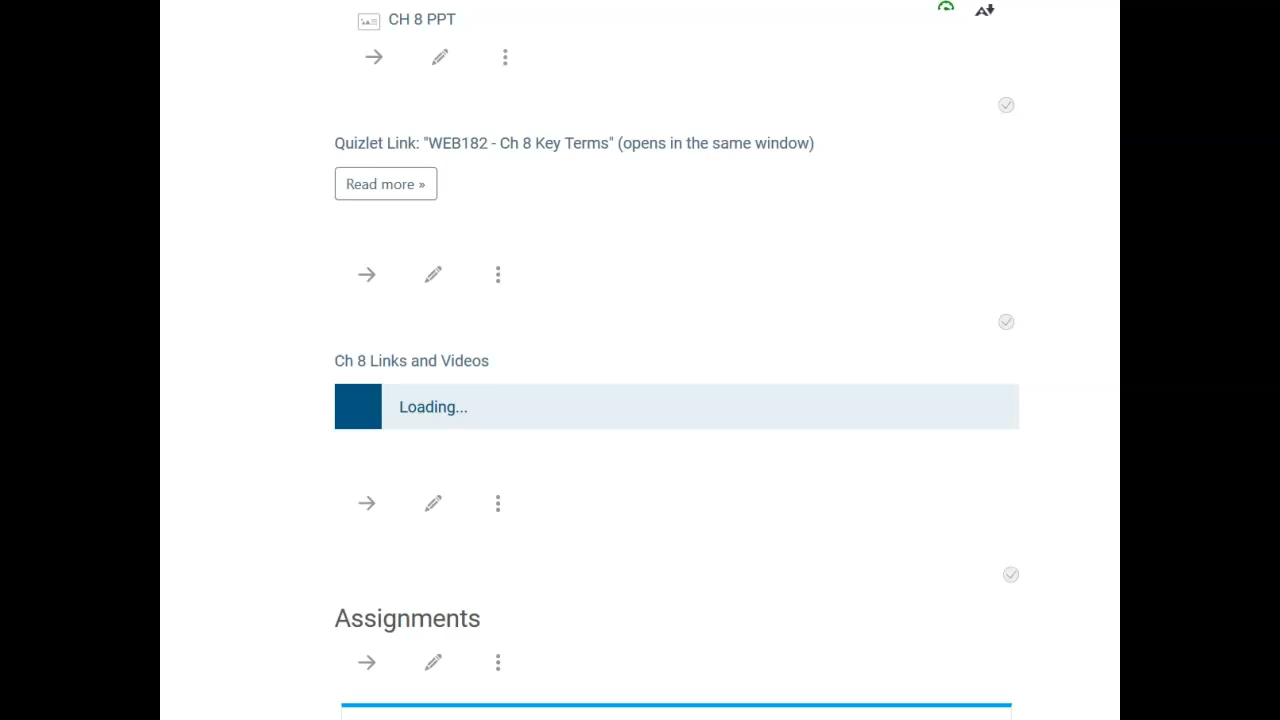 CH 8 PPT
Quizlet Link: "WEB182 - Ch 8 Key Terms" (opens in the same window)
Read more »
Ch 8 Links and Videos
Loading...
Assignments